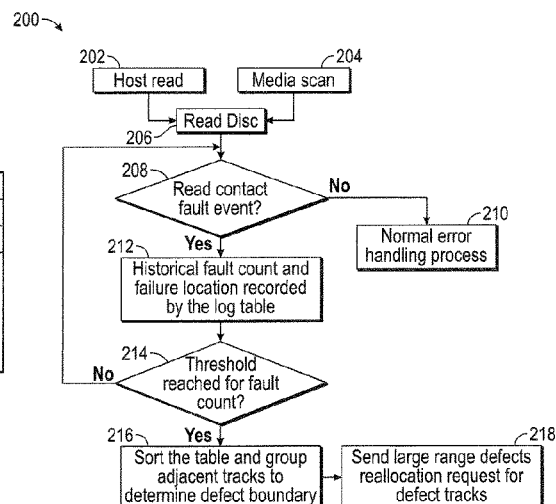 200
202
204
Host read
Media scan
206
Read Disc
208
Read contact
fault event?
No
210
Normal error
handling process
Yes
212
Historical fault count and
failure location recorded
by the log table
214
Threshold
reached for fault
count?
No
Yes
216
218
Sort the table and group
adjacent tracks to
determine defect boundary
Send large range defects
reallocation request for
defect tracks